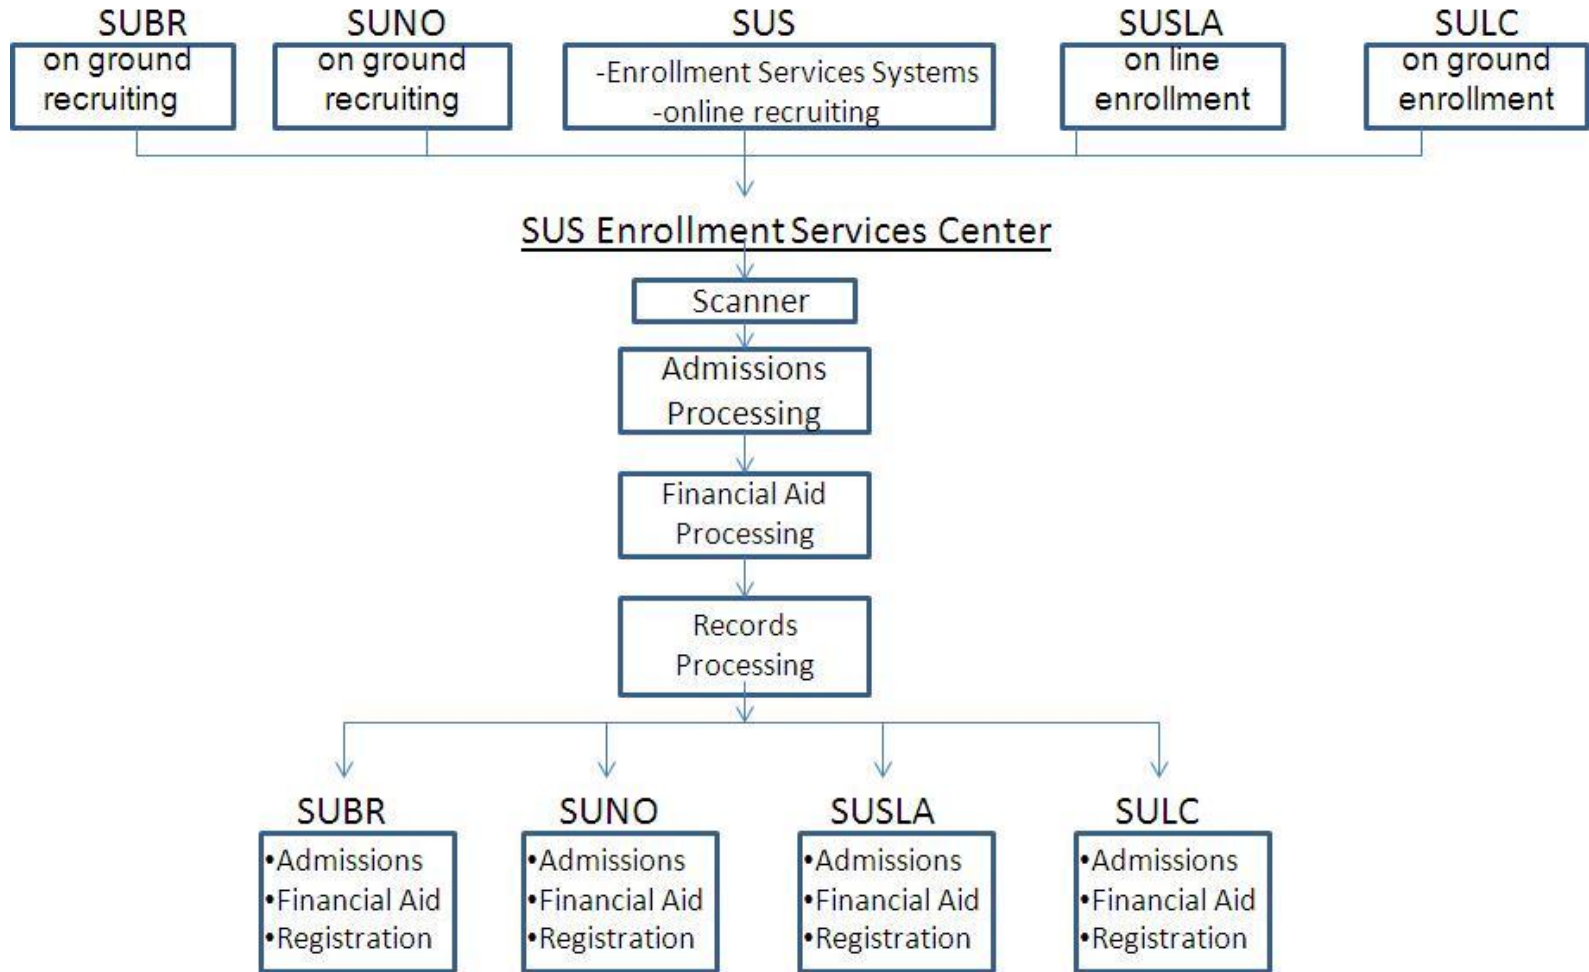 SUBR
on ground
recruiting
SUNO
on ground
recruiting
SUS
-Enrollment Services Systems
-online recruiting
SUSLA
on line
enrollment
SULC
on ground
enrollment
SUS Enrollment Services Center
Scanner
Admissions
Processing
Financial Aid
Processing
Records
Processing
SUBR
•Admissions
•Financial Aid
•Registration
SUNO
•Admissions
•Financial Aid
•Registration
SUSLA
•Admissions
•Financial Aid
•Registration
SULC
•Admissions
•Financial Aid
•Registration